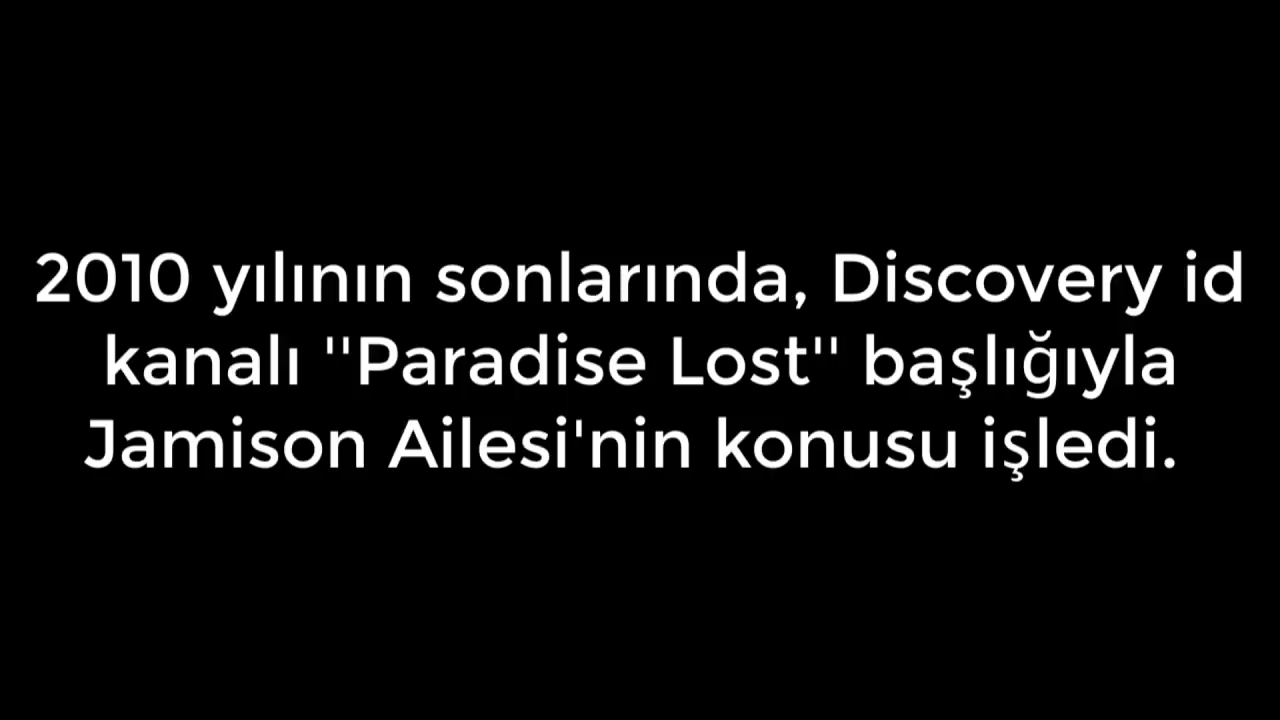 2010 yılının sonlarında, Discovery id
kanalı ''Paradise Lost'' başlığıyla
Jamison Ailesi'nin konusu işledi.